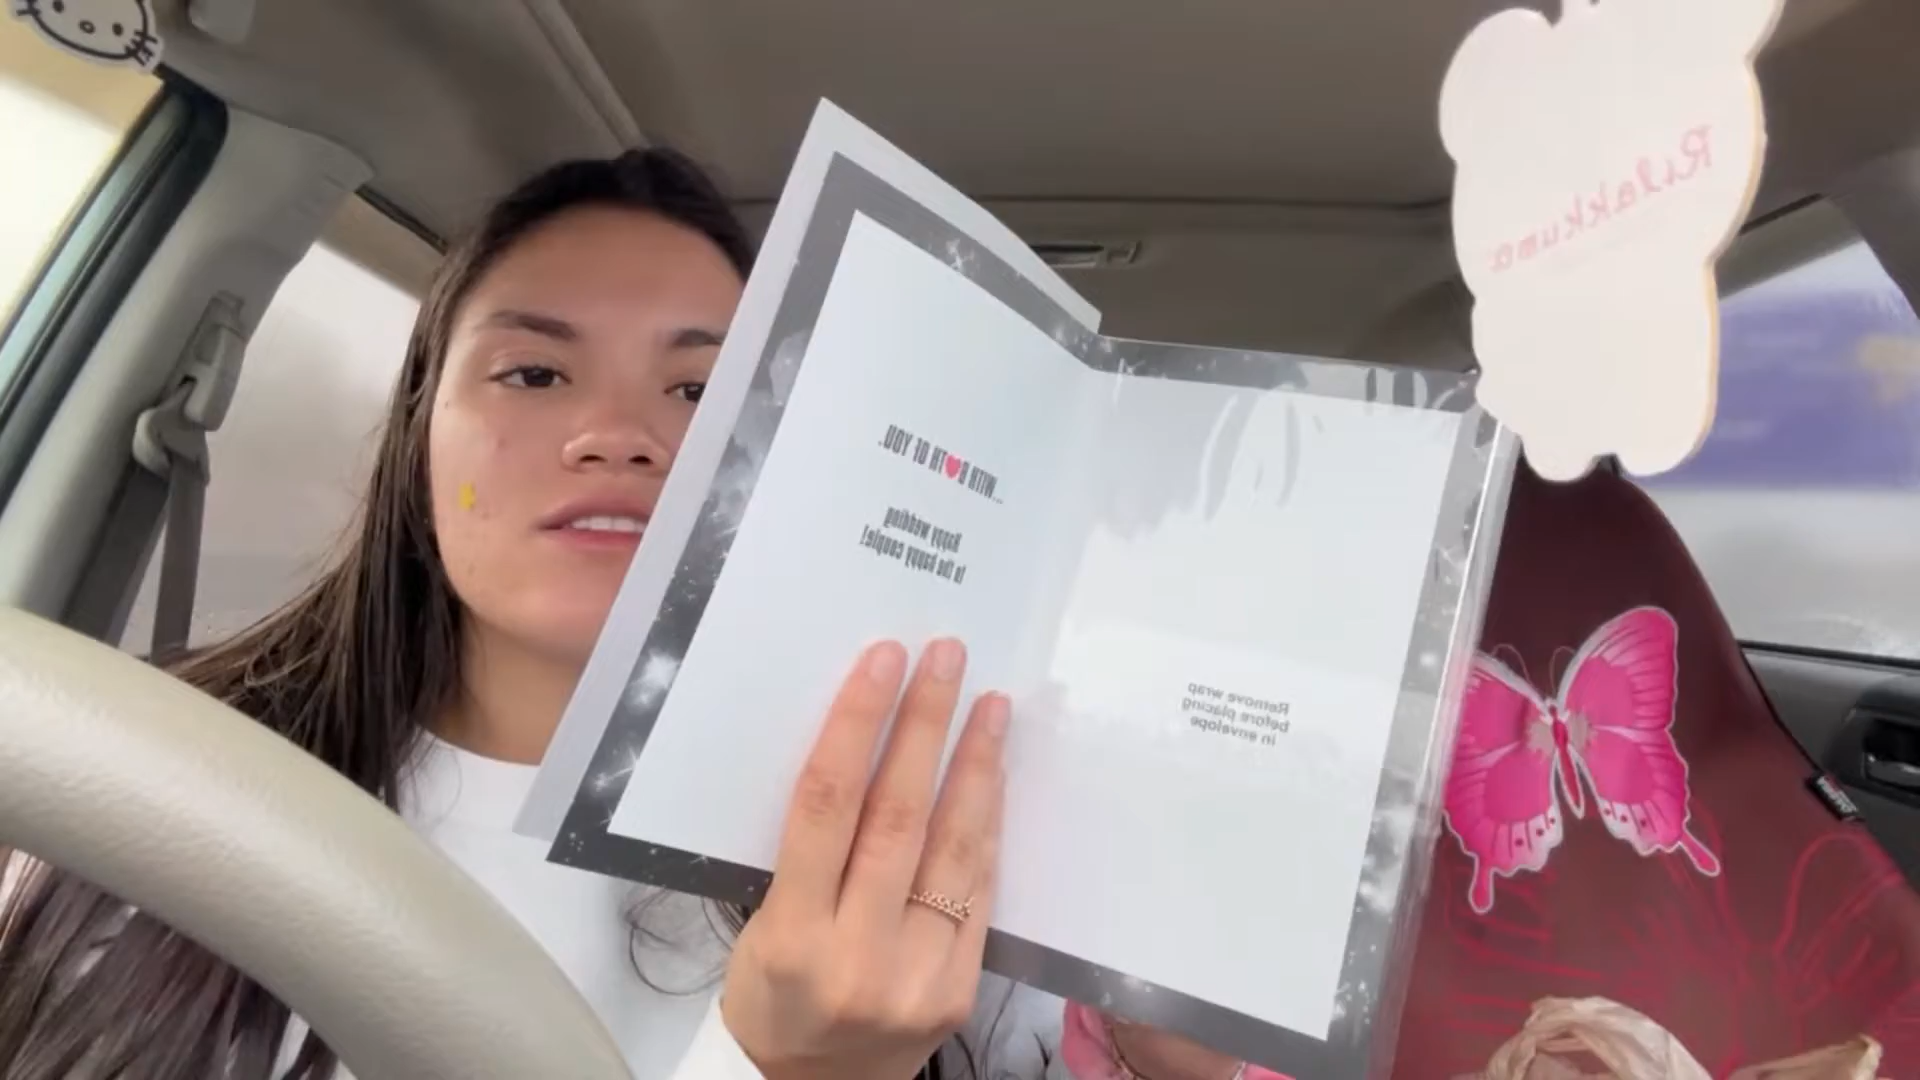 ...WITH B❤TH OF YOU.
Happy wedding
to the happy couple!
Remove wrap
before placing
in envelope
Rilakkuma